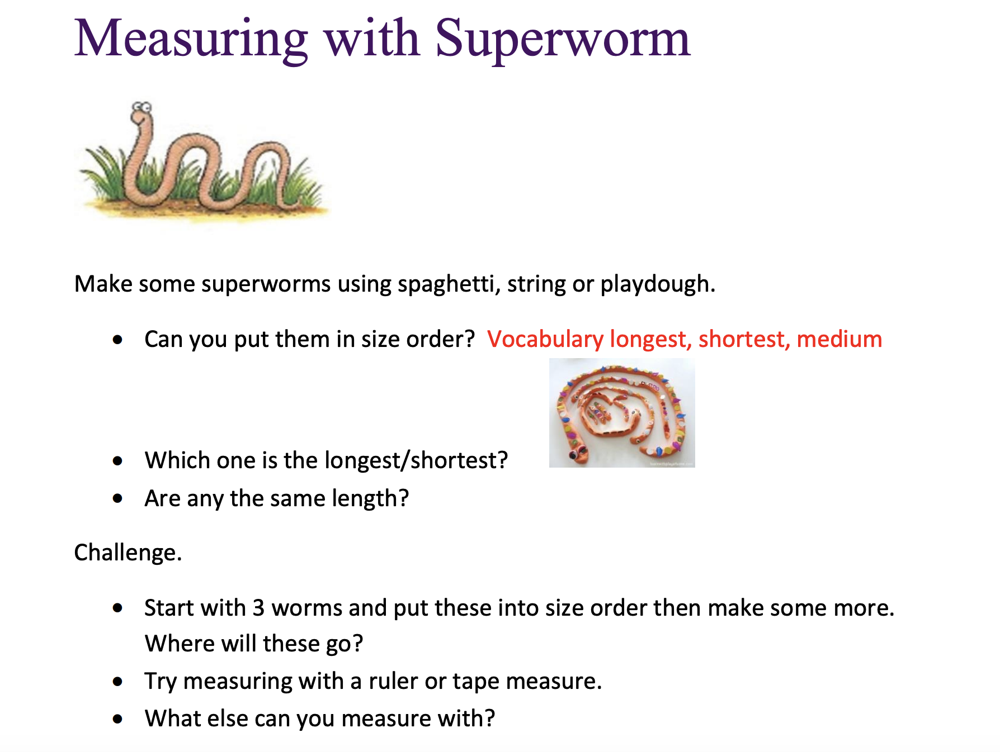 Measuring with Superworm
Make some superworms using spaghetti, string or playdough.
• Can you put them in size order? Vocabulary longest, shortest, medium
• Which one is the longest/shortest?
• Are any the same length?
Challenge.
• Start with 3 worms and put these into size order then make some more.
Where will these go?
• Try measuring with a ruler or tape measure.
• What else can you measure with?